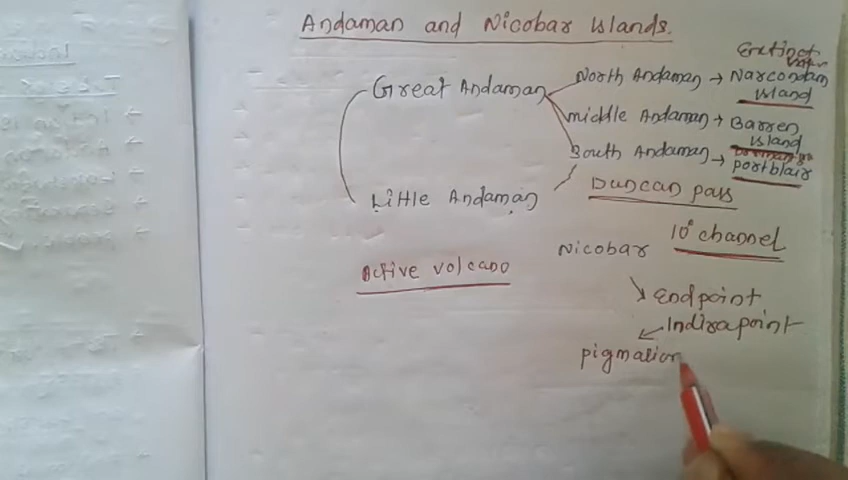 Andaman and Nicobar Islands.
Extinct
Great Andaman
North Andaman → Narcondam
Island
middle Andaman → Barren
Island
South Andaman →
portblair
Little Andaman
Duncan pass
Nicobar
10° channel
Active volcano
Endpoint
Indirapoint
pigmalion